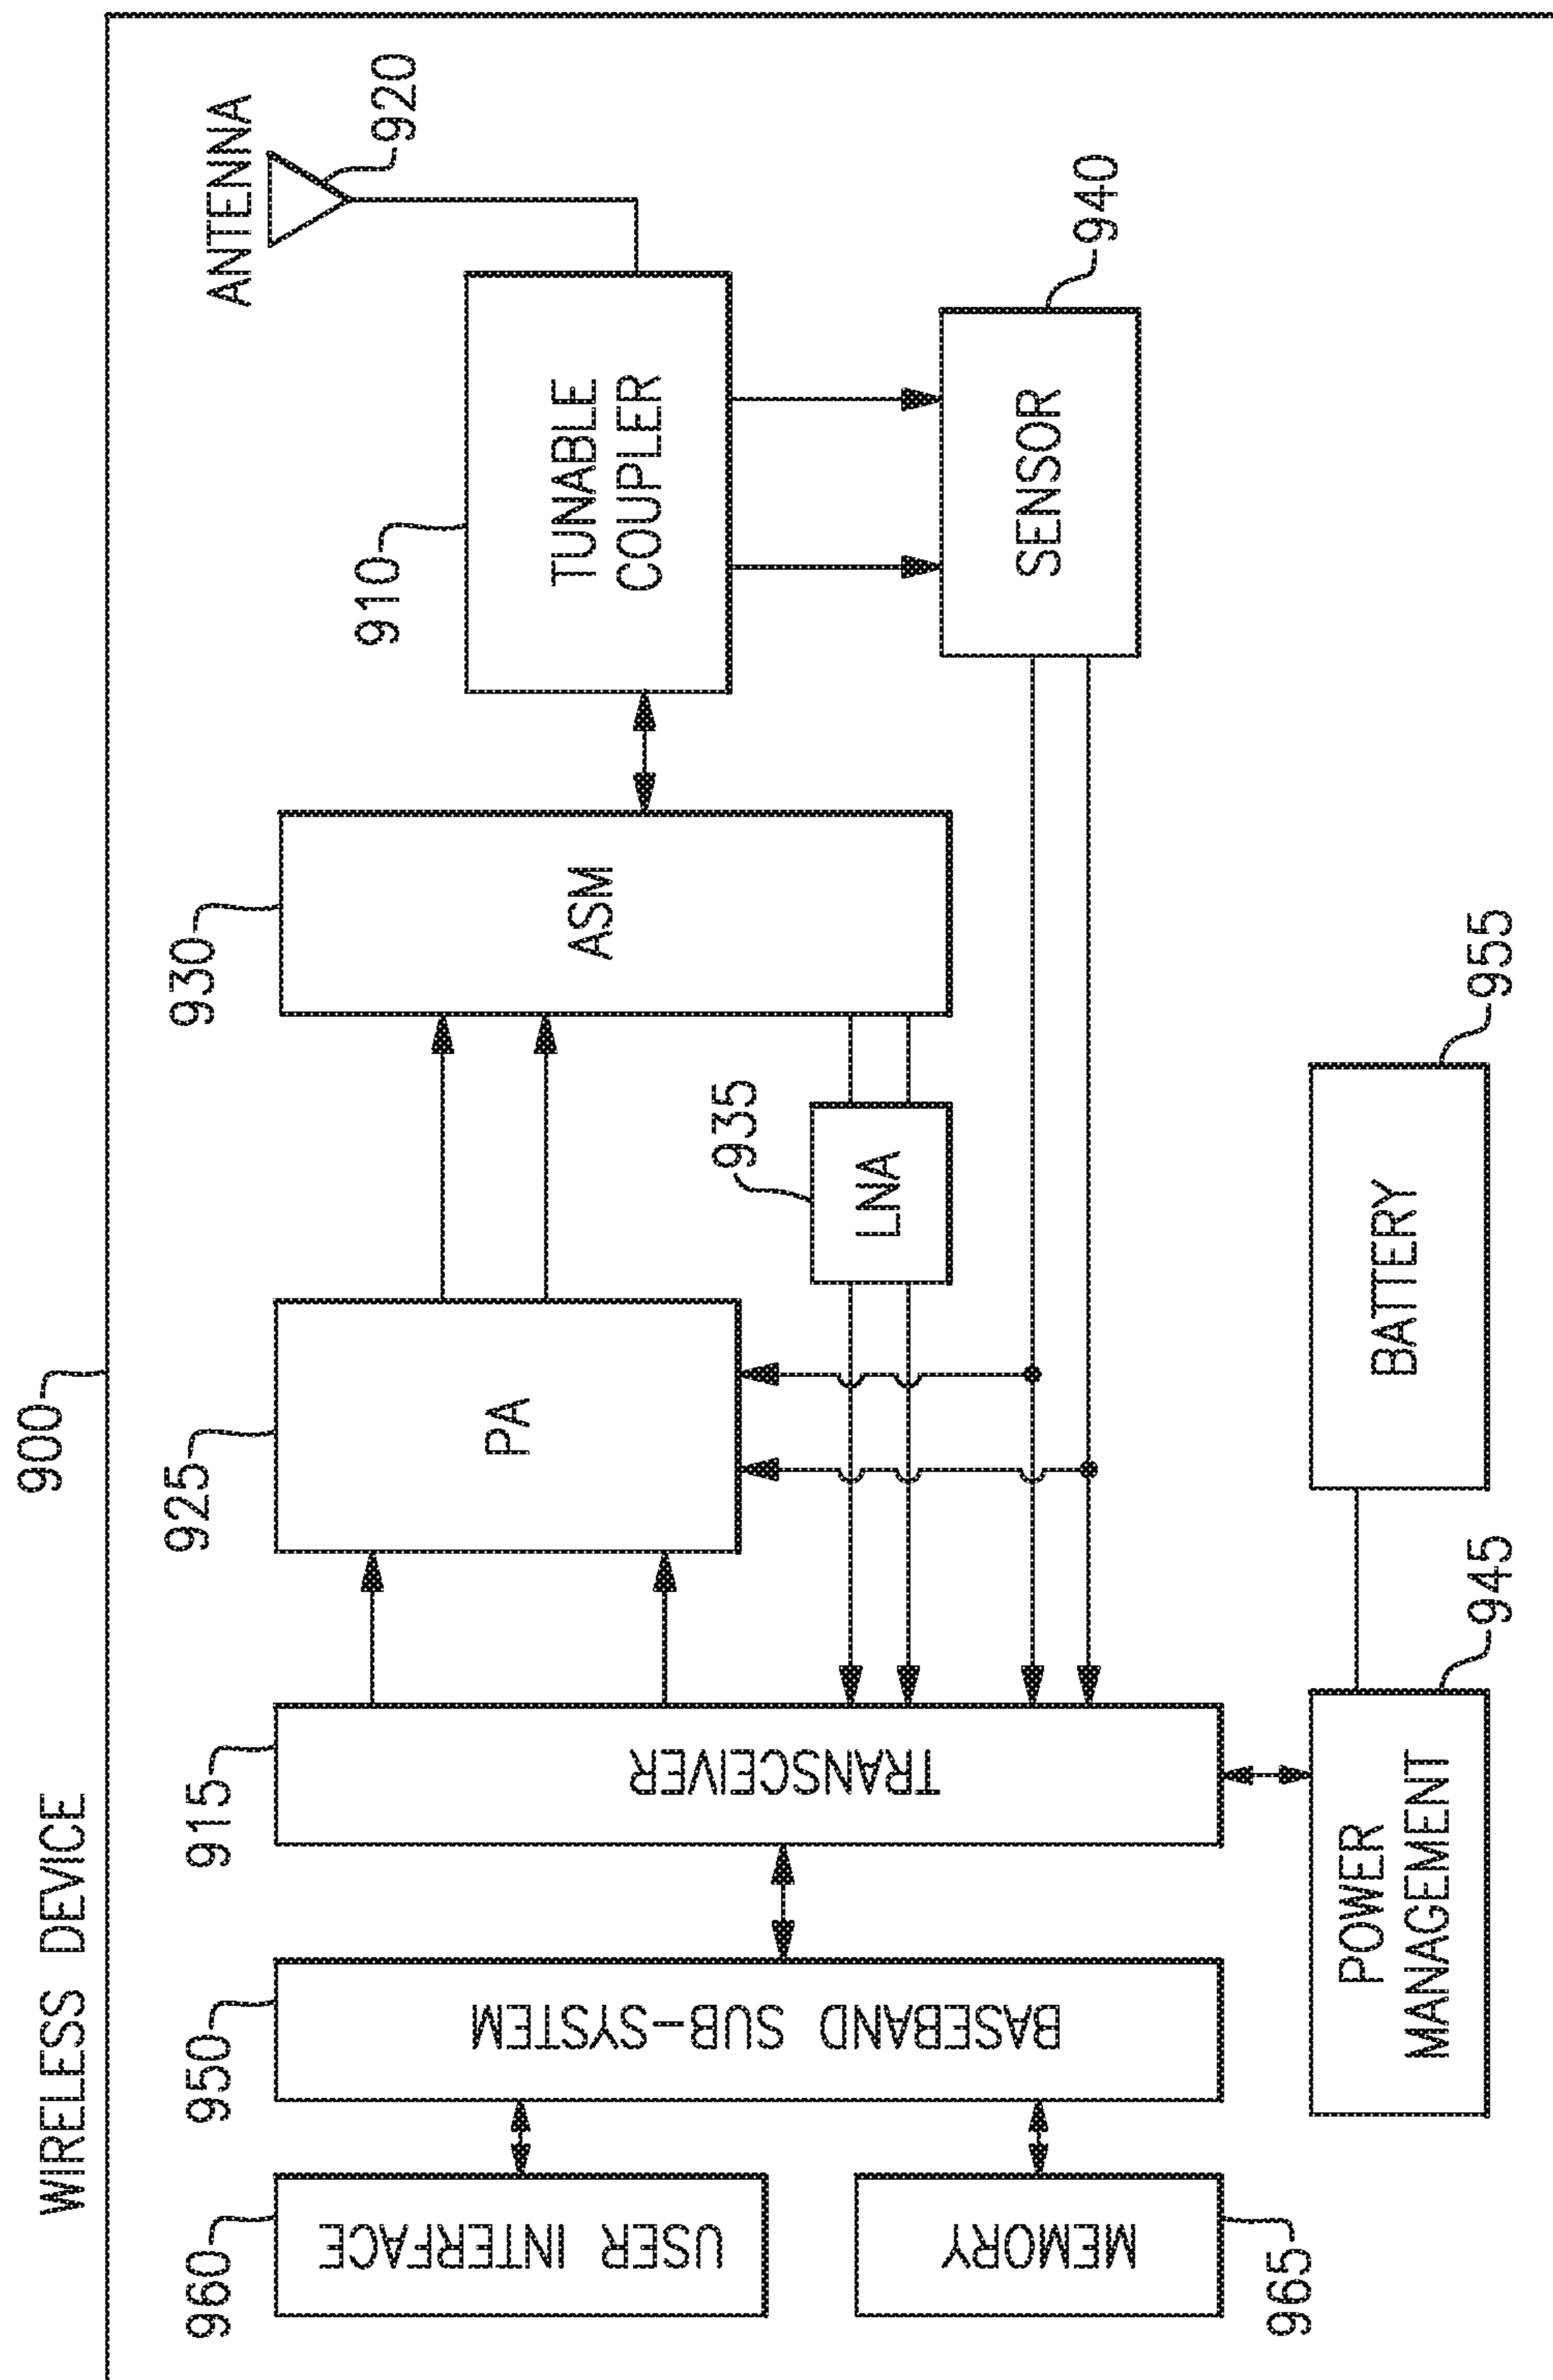 WIRELESS DEVICE
900
ANTENNA
920
910
TUNABLE
COUPLER
930
ASM
925
PA
935
LNA
SENSOR
940
915
TRANSCEIVER
950
BASEBAND SUB-SYSTEM
960
USER INTERFACE
MEMORY
965
POWER
MANAGEMENT
945
BATTERY
955